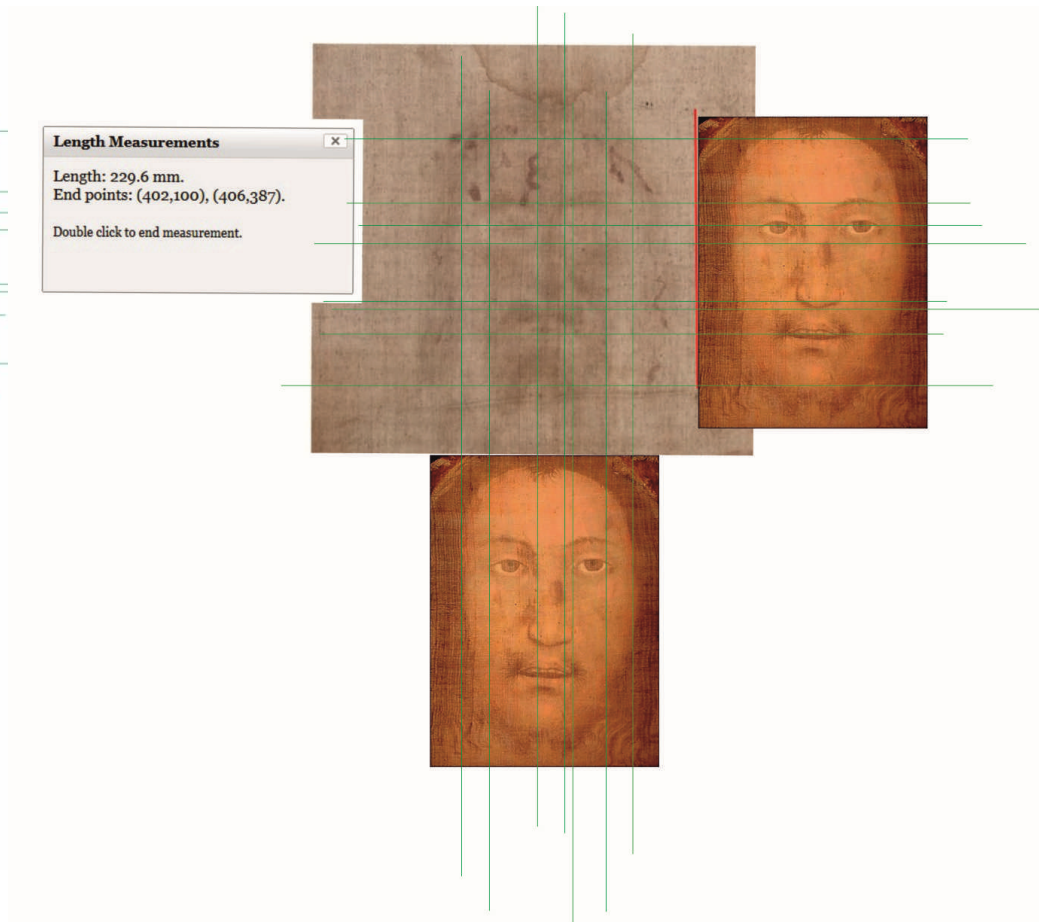 Length Measurements
Length: 229.6 mm.
End points: (402,100), (406,387).
Double click to end measurement.